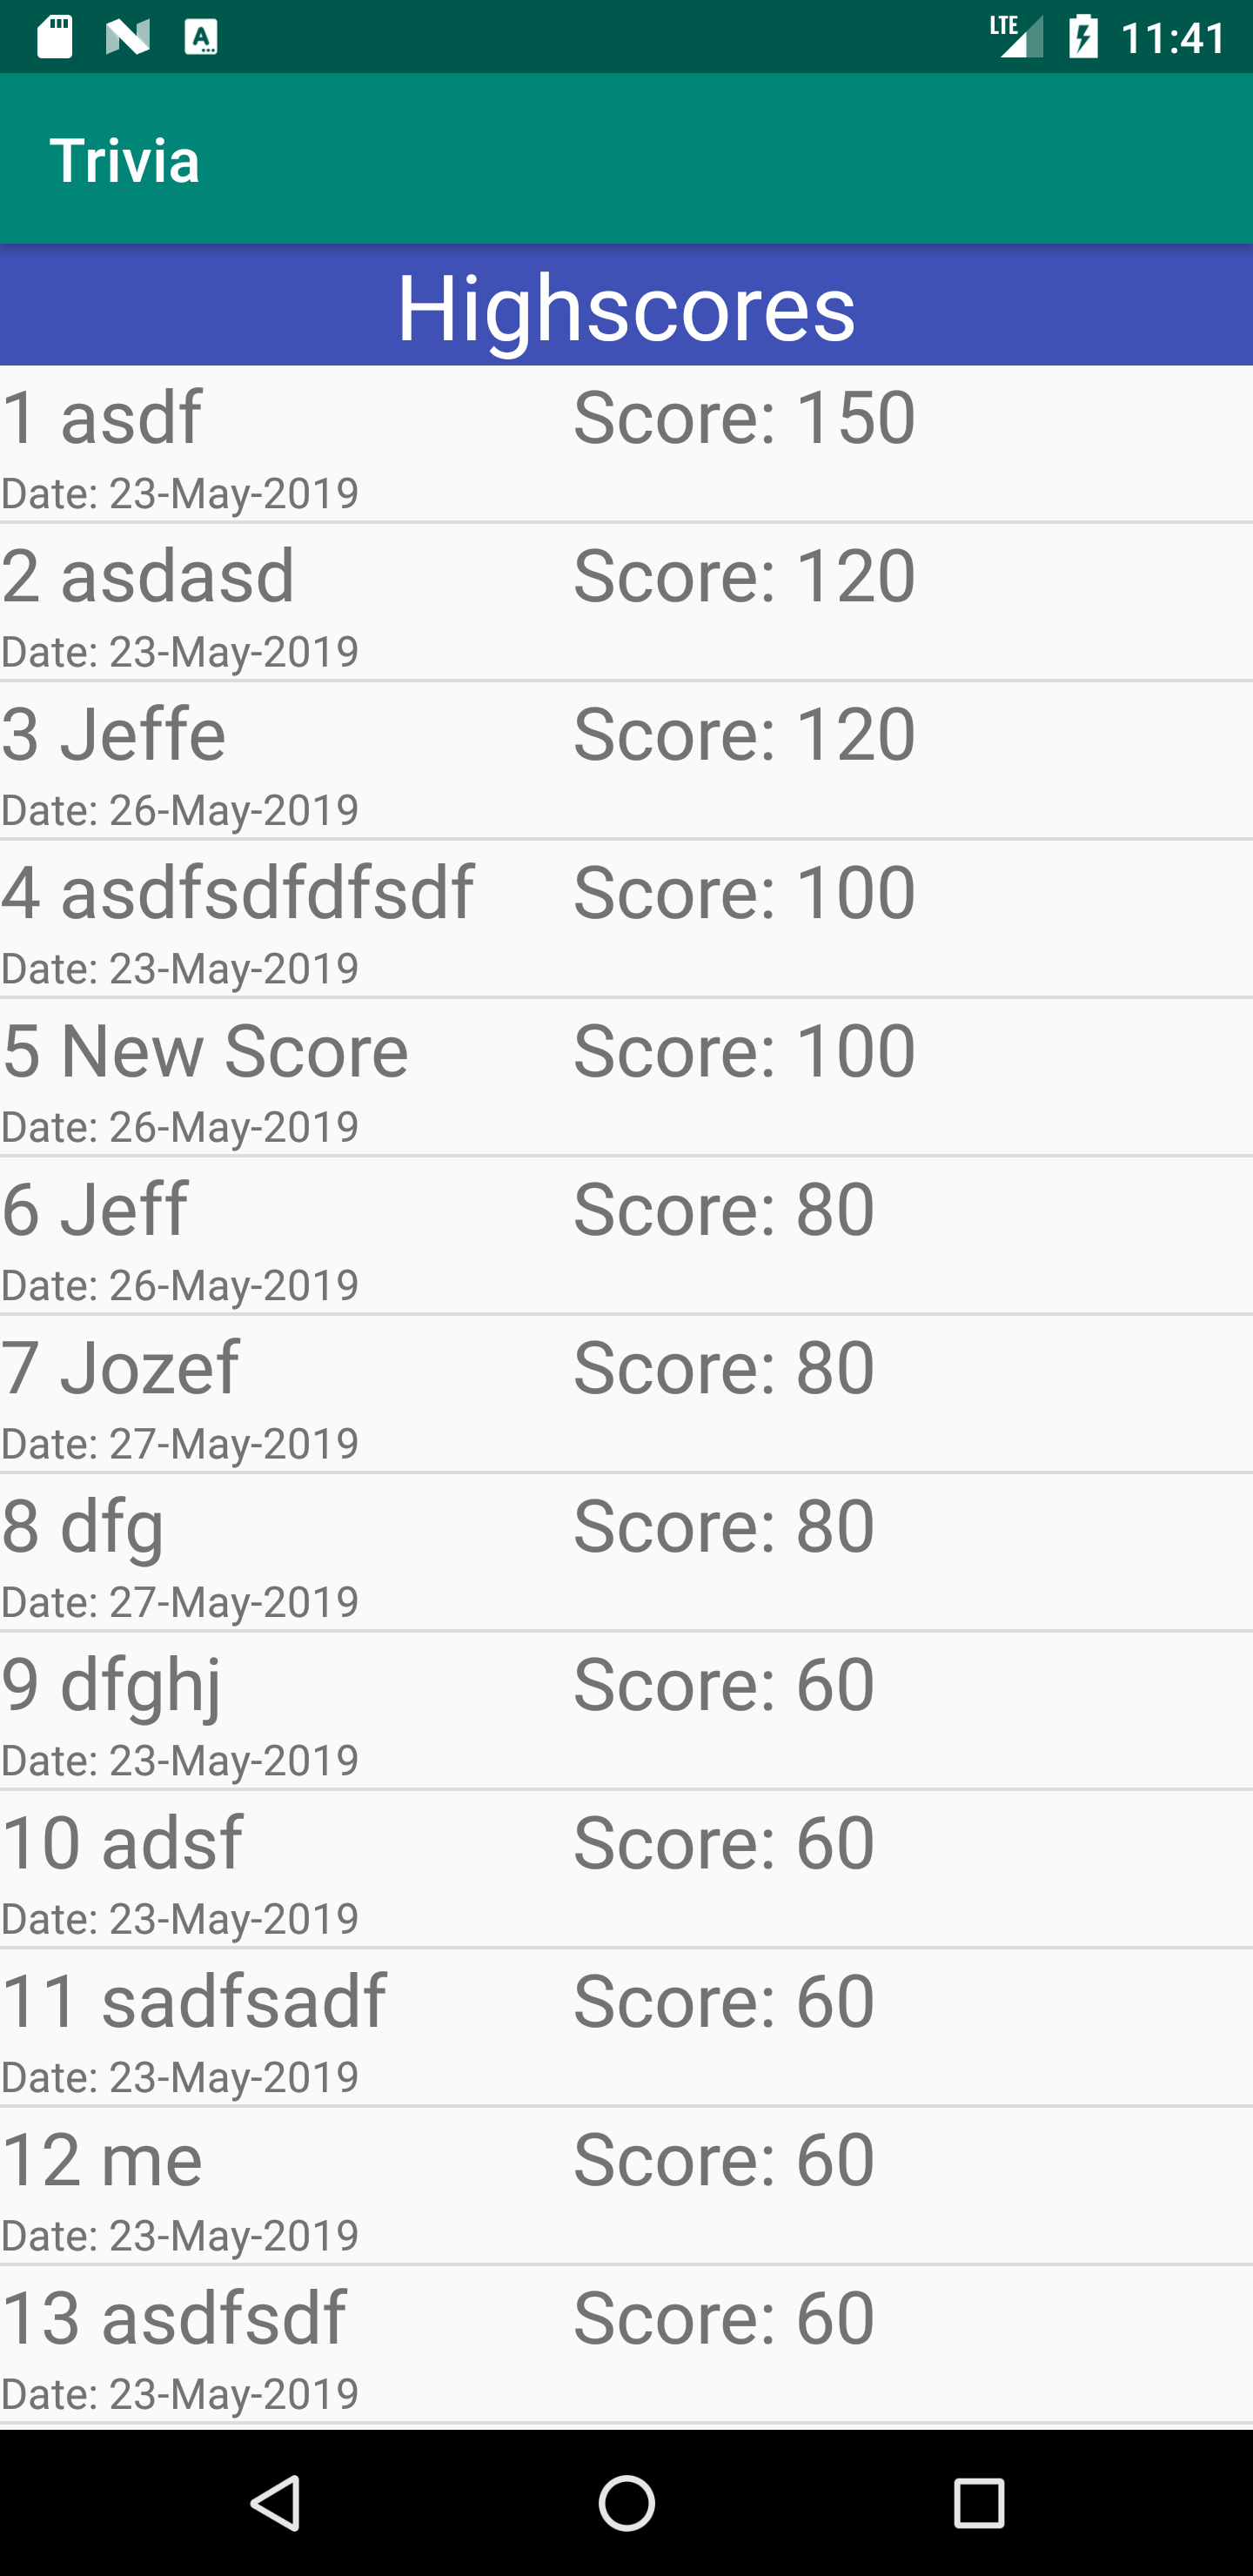 LTE 11:41
Trivia
Highscores
1 asdf Score: 150
Date: 23-May-2019
2 asdasd Score: 120
Date: 23-May-2019
3 Jeffe Score: 120
Date: 26-May-2019
4 asdfsdfdfsdf Score: 100
Date: 23-May-2019
5 New Score Score: 100
Date: 26-May-2019
6 Jeff Score: 80
Date: 26-May-2019
7 Jozef Score: 80
Date: 27-May-2019
8 dfg Score: 80
Date: 27-May-2019
9 dfghj Score: 60
Date: 23-May-2019
10 adsf Score: 60
Date: 23-May-2019
11 sadfsadf Score: 60
Date: 23-May-2019
12 me Score: 60
Date: 23-May-2019
13 asdfsdf Score: 60
Date: 23-May-2019